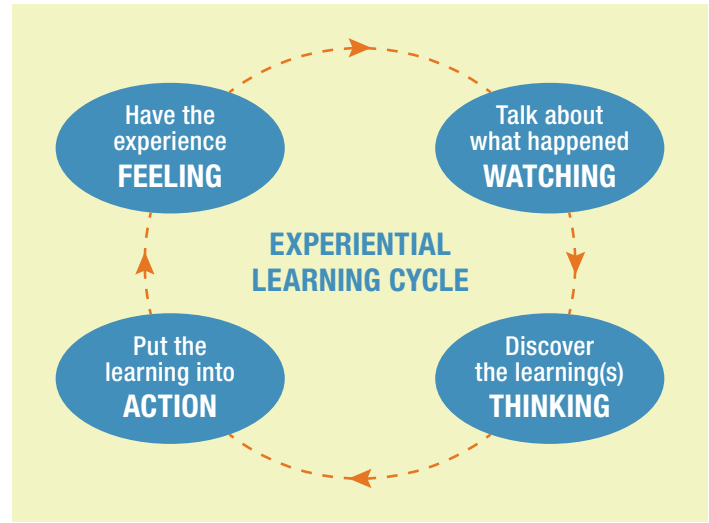 Have the
experience
FEELING
Talk about
what happened
WATCHING
EXPERIENTIAL
LEARNING CYCLE
Put the
learning into
ACTION
Discover
the learning(s)
THINKING